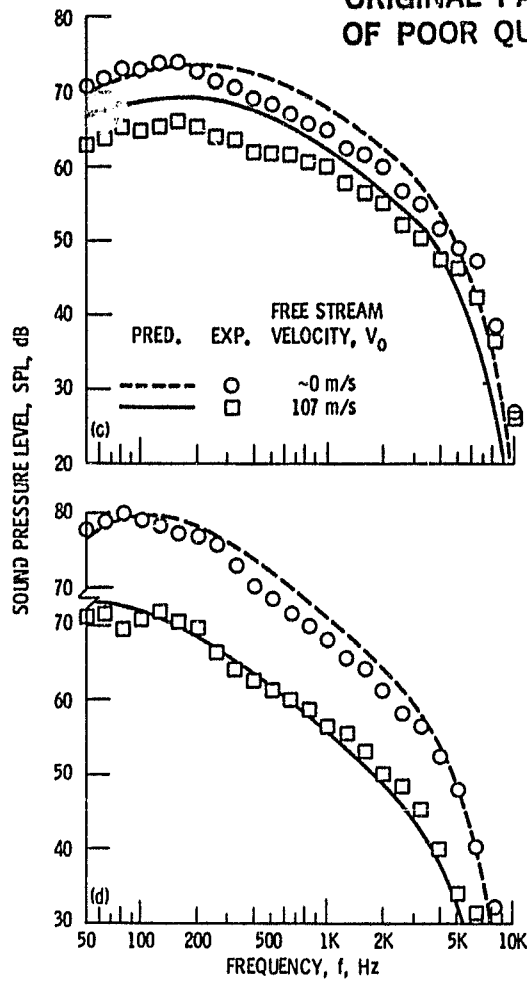 ORIGINAL PA
OF POOR QU
80
70
60
50
40
30
20
SOUND PRESSURE LEVEL, SPL, dB
FREE STREAM
PRED. EXP. VELOCITY, V₀
~0 m/s
107 m/s
(c)
80
70
70
60
50
40
30
(d)
50 100 200 500 1K 2K 5K 10K
FREQUENCY, f, Hz